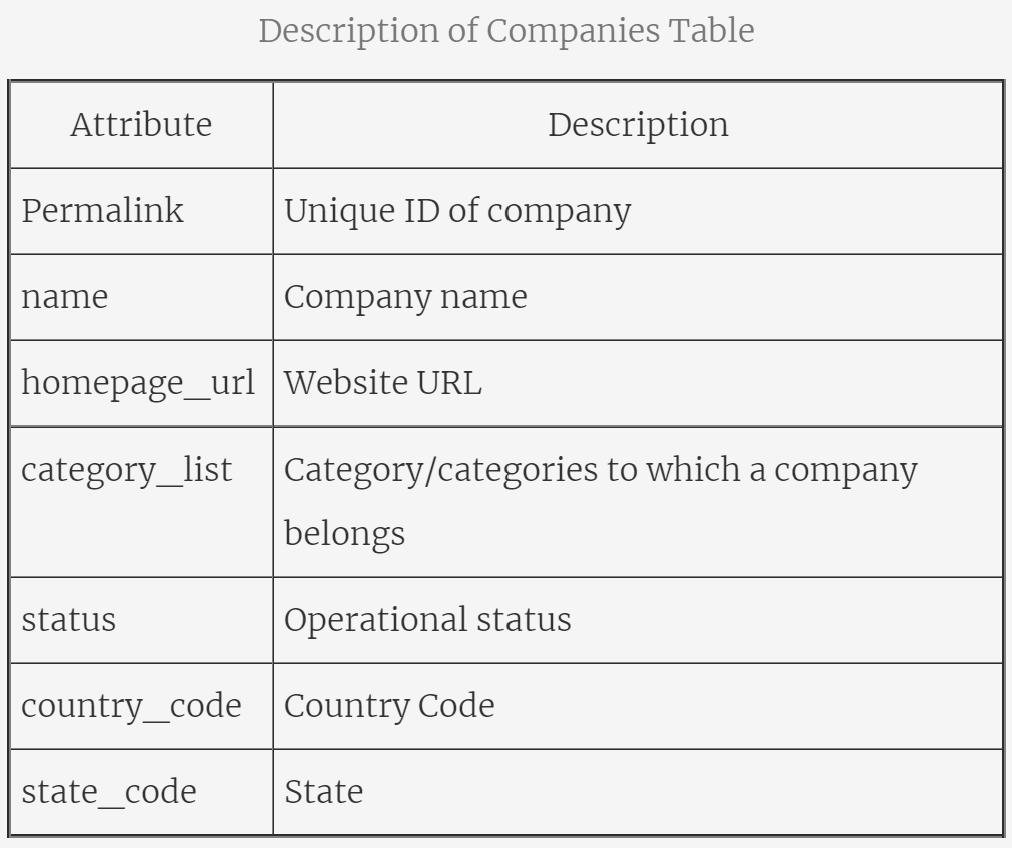 Description of Companies Table
Attribute Description
Permalink Unique ID of company
name Company name
homepage_url Website URL
category_list Category/categories to which a company
belongs
status Operational status
country_code Country Code
state_code State